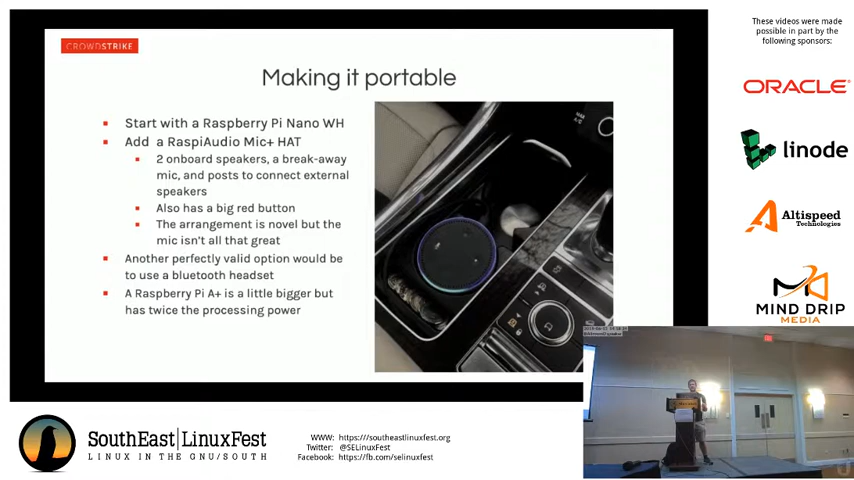 These videos were made
possible in part by the
following sponsors:
CROWDSTRIKE
Making it portable
Start with a Raspberry Pi Nano WH
Add a RaspiAudio Mic+ HAT
2 onboard speakers, a break-away
mic, and posts to connect external
speakers
Also has a big red button
The arrangement is novel but the
mic isn't all that great
Another perfectly valid option would be
to use a bluetooth headset
A Raspberry Pi A+ is a little bigger but
has twice the processing power
ORACLE
linode
Altispeed
Technologies
MIND DRIP
MEDIA
SouthEast|LinuxFest
LINUX IN THE GNU/SOUTH
WWW: https://southeastlinuxfest.org
Twitter: @SELinuxFest
Facebook: https://fb.com/selinuxfest